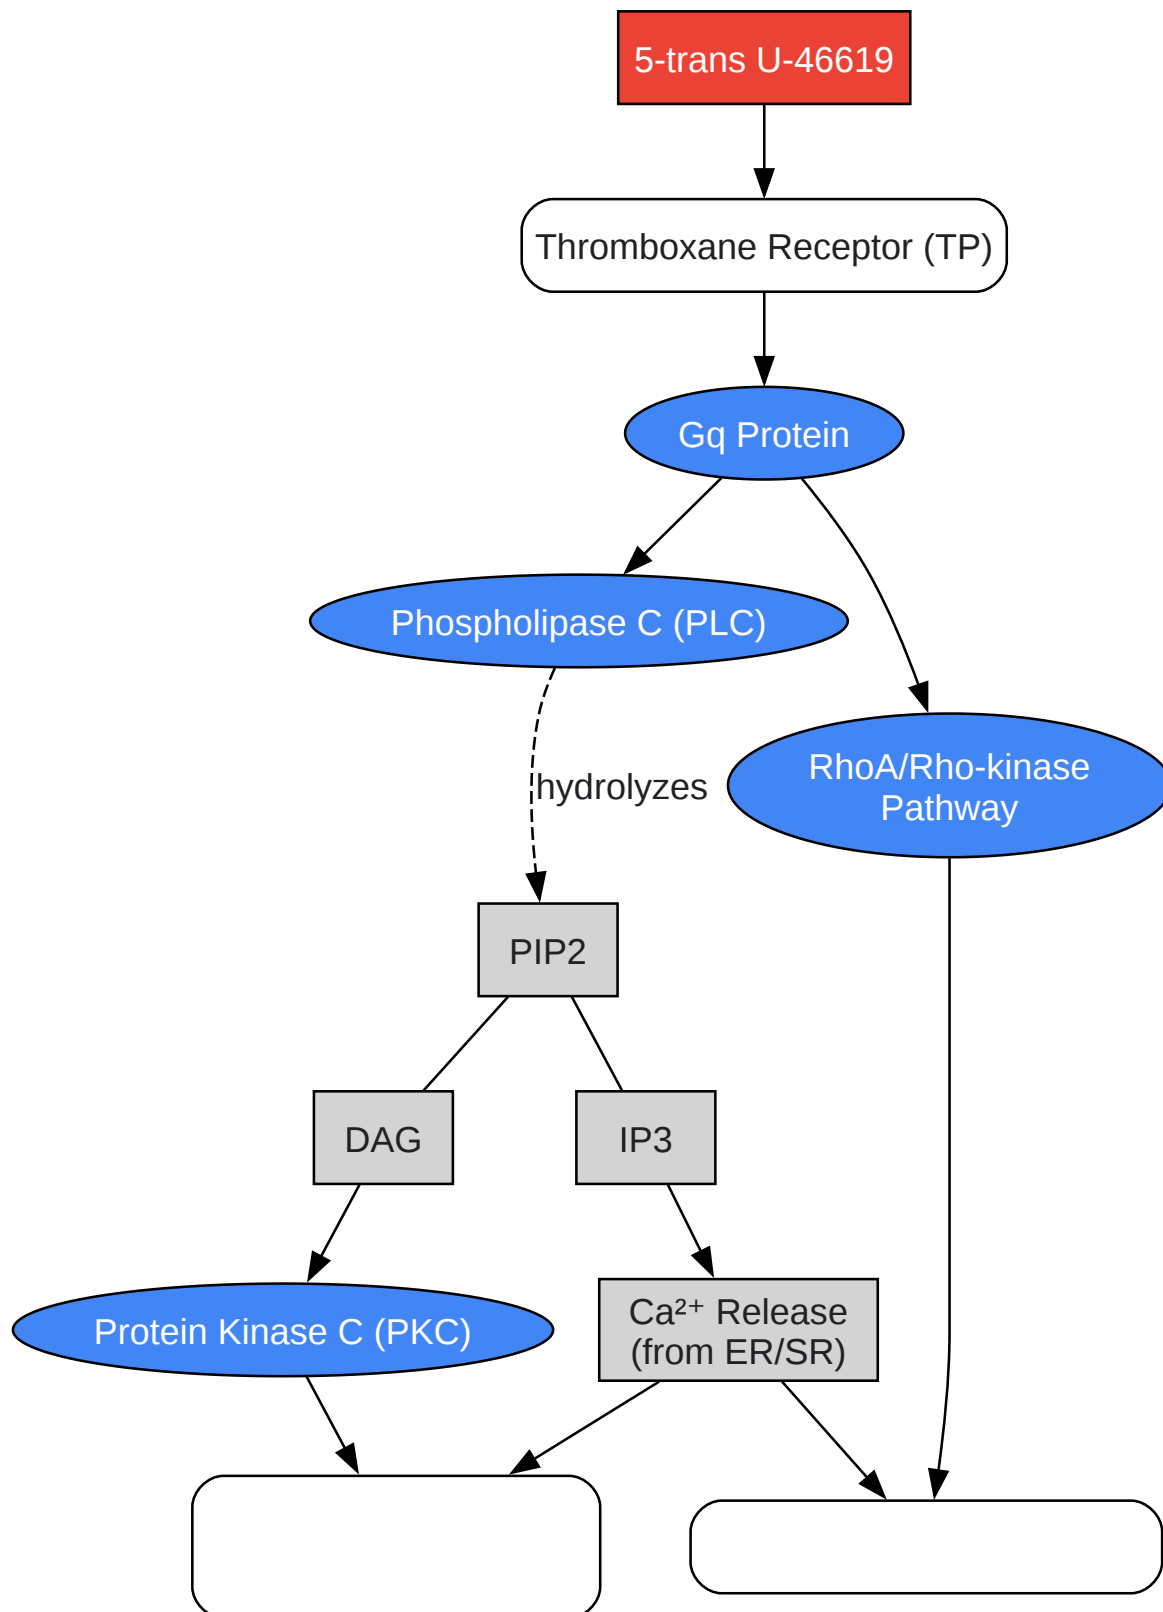 5-trans U-46619
Thromboxane Receptor (TP)
Gq Protein
Phospholipase C (PLC)
RhoA/Rho-kinase
Pathway
hydrolyzes
PIP2
DAG
IP3
Protein Kinase C (PKC)
Ca²⁺ Release
(from ER/SR)